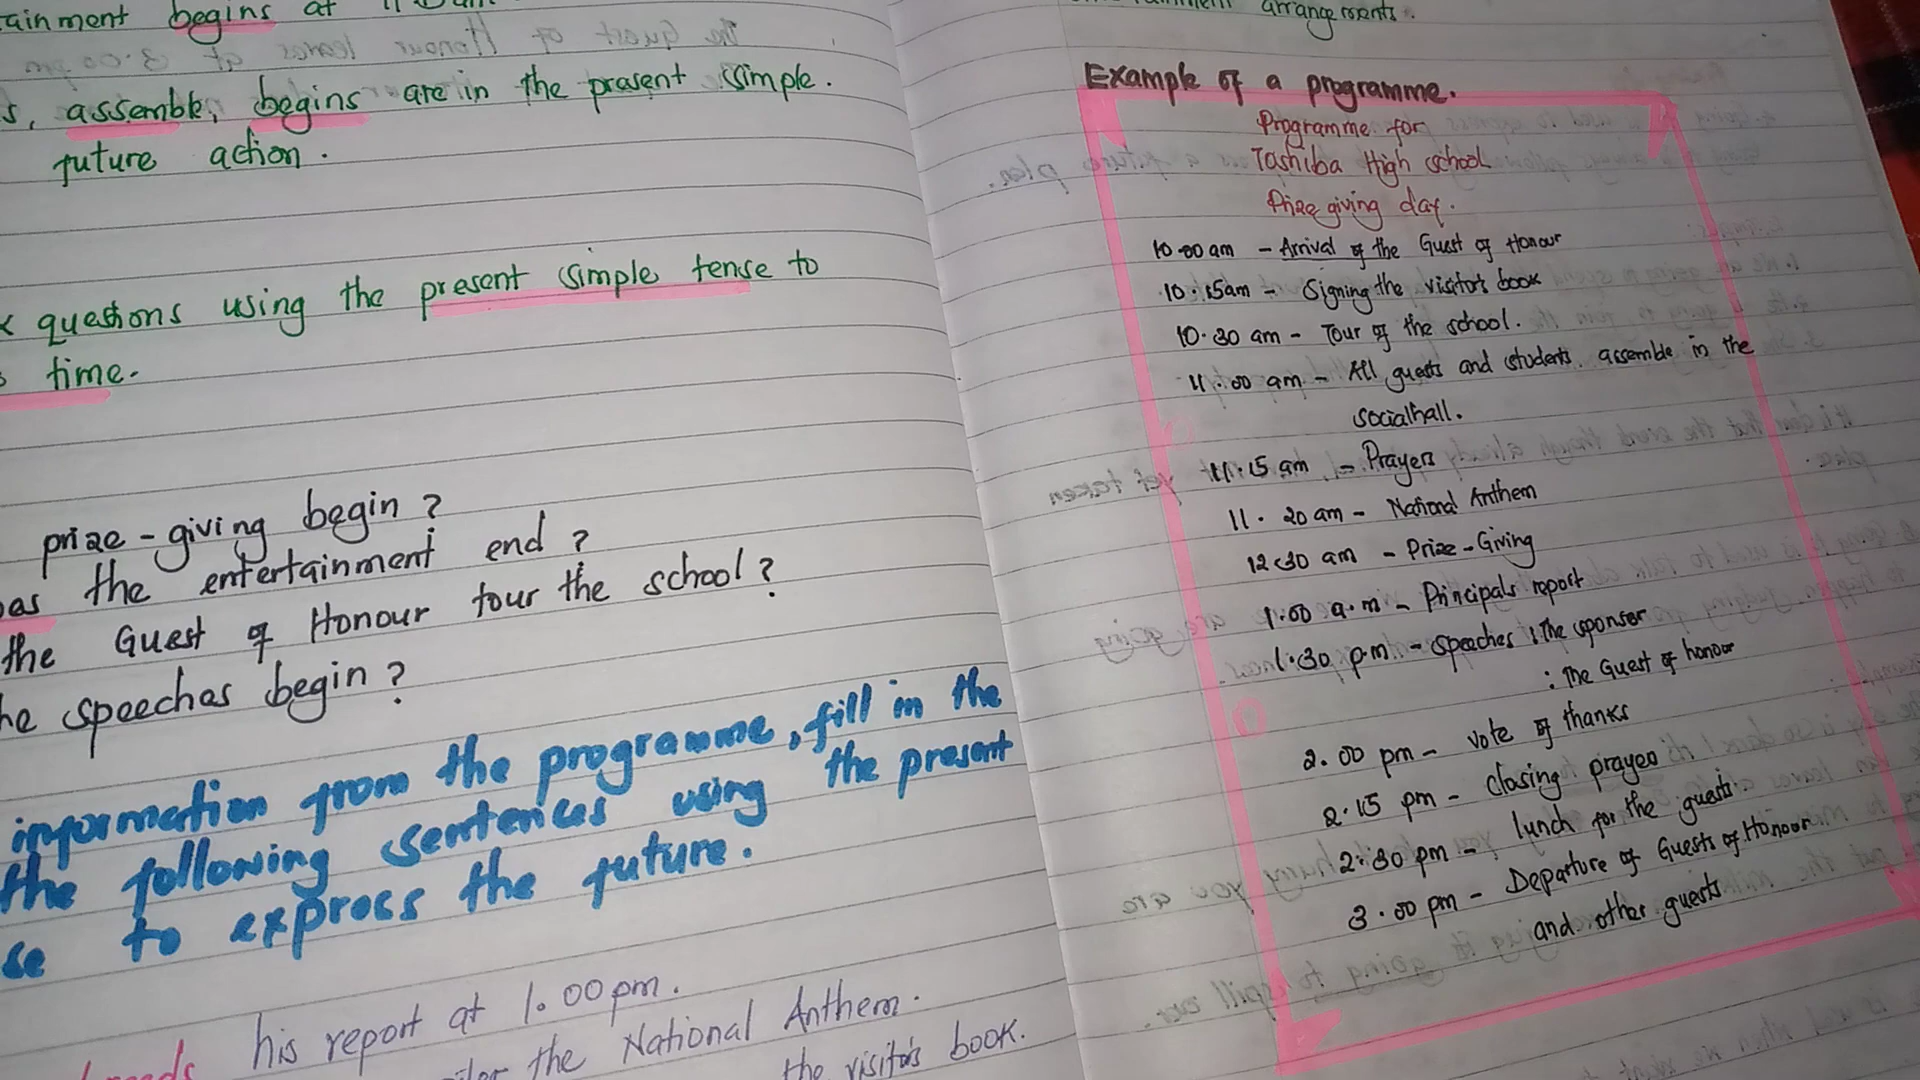 ainment begins at
s, assemble, begins are in the present simple.
future action.
questions using the present simple tense to
time.
prize-giving begin?
the entertainment end?
the Guest of Honour tour the school?
he speeches begin?
information from the programme, fill in the
the following sentences using the present
se to express the future.
his report at 1.00pm.
the National Anthem.
the visitors book.
arrangements.
Example of a programme.
Programme for
Tashiba High school
Prize giving day.
10.00 am - Arrival of the Guest of Honour
10:15am - Signing the visitors book
10.30 am - Tour of the school.
11.00 am - All guests and students. assemble in the
socialhall.
11.15 am - Prayers
11.20 am - National Anthem
12:30 am - Prize-Giving
1.00 a.m - Principals report
1.30 p.m - Speeches : The sponser
: The Guest of honour
2.00 pm - vote of thanks
2.15 pm - closing prayer
2:30 pm - lunch for the guests.
3.00 pm - Departure of Guests of Honour
and other guests